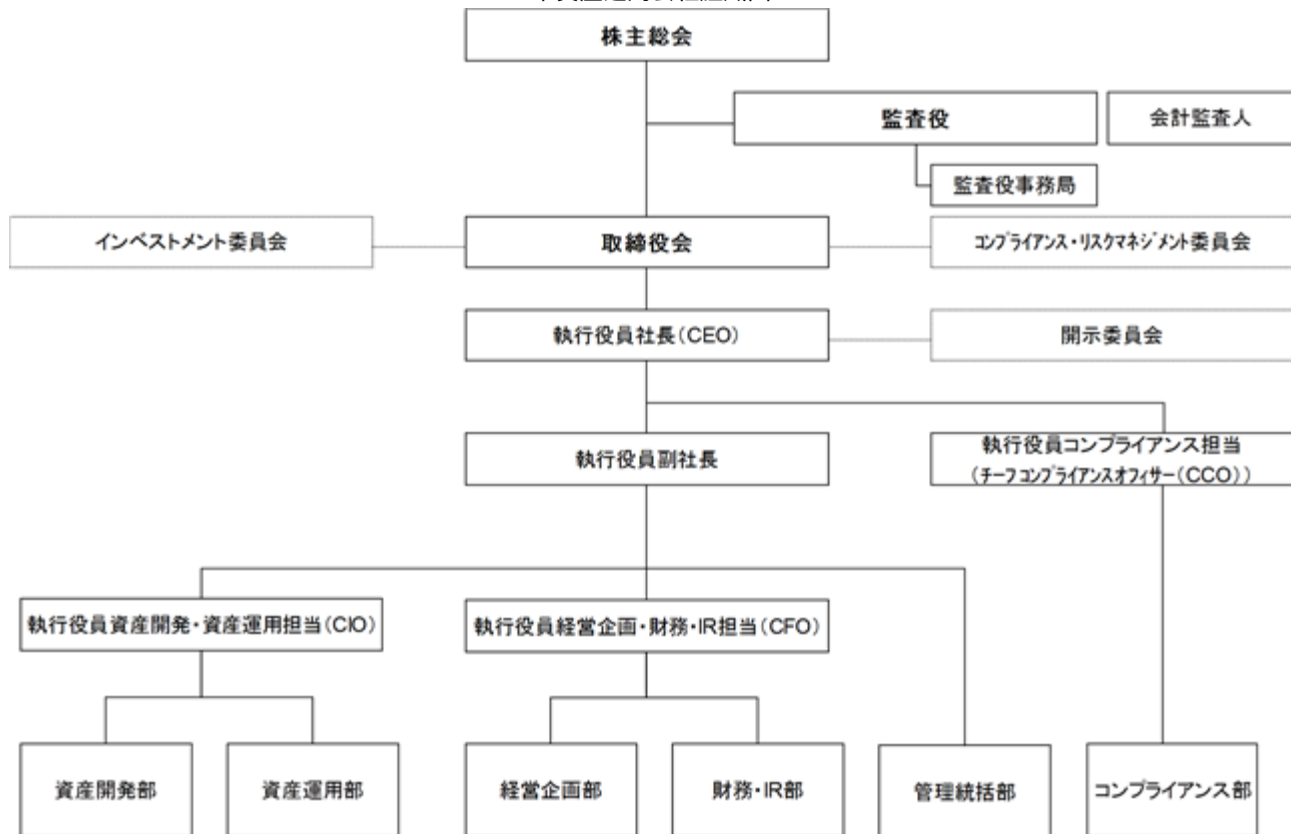 株主総会
監査役
会計監査人
監査役事務局
インベストメント委員会
取締役会
コンプライアンス・リスクマネジメント委員会
執行役員社長(CEO)
開示委員会
執行役員副社長
執行役員コンプライアンス担当
(チーフコンプライアンスオフィサー(CCO))
執行役員資産開発・資産運用担当(CIO)
執行役員経営企画・財務・IR担当(CFO)
資産開発部
資産運用部
経営企画部
財務・IR部
管理統括部
コンプライアンス部